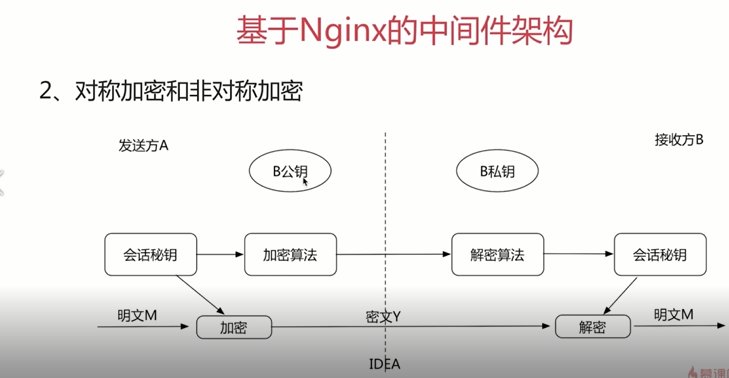 基于Nginx的中间件架构
2、对称加密和非对称加密
发送方A
接收方B
B公钥
B私钥
会话秘钥
加密算法
解密算法
会话秘钥
明文M
加密
密文Y
解密
明文M
IDEA